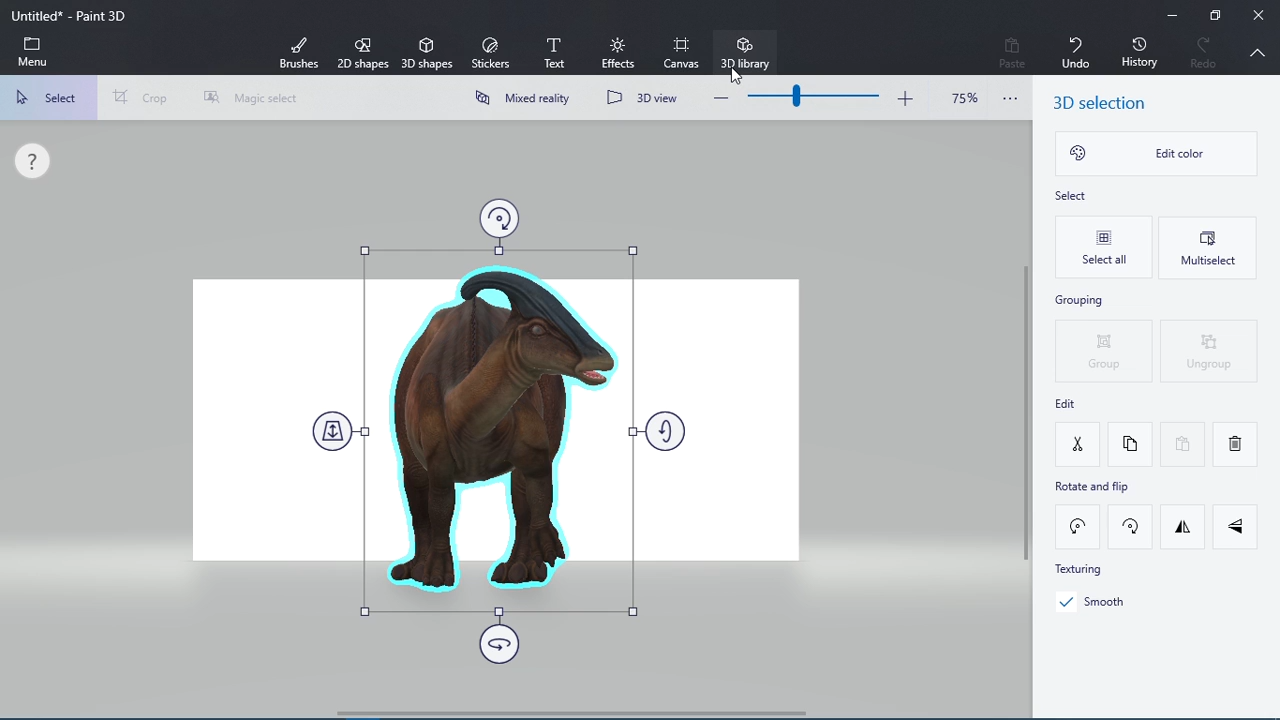 Untitled* - Paint 3D
Menu
Brushes 2D shapes 3D shapes Stickers Text Effects Canvas 3D library Paste Undo History Redo
Select Crop Magic select Mixed reality 3D view 75%
?
3D selection
Edit color
Select
Select all Multiselect
Grouping
Group Ungroup
Edit
Rotate and flip
Texturing
Smooth